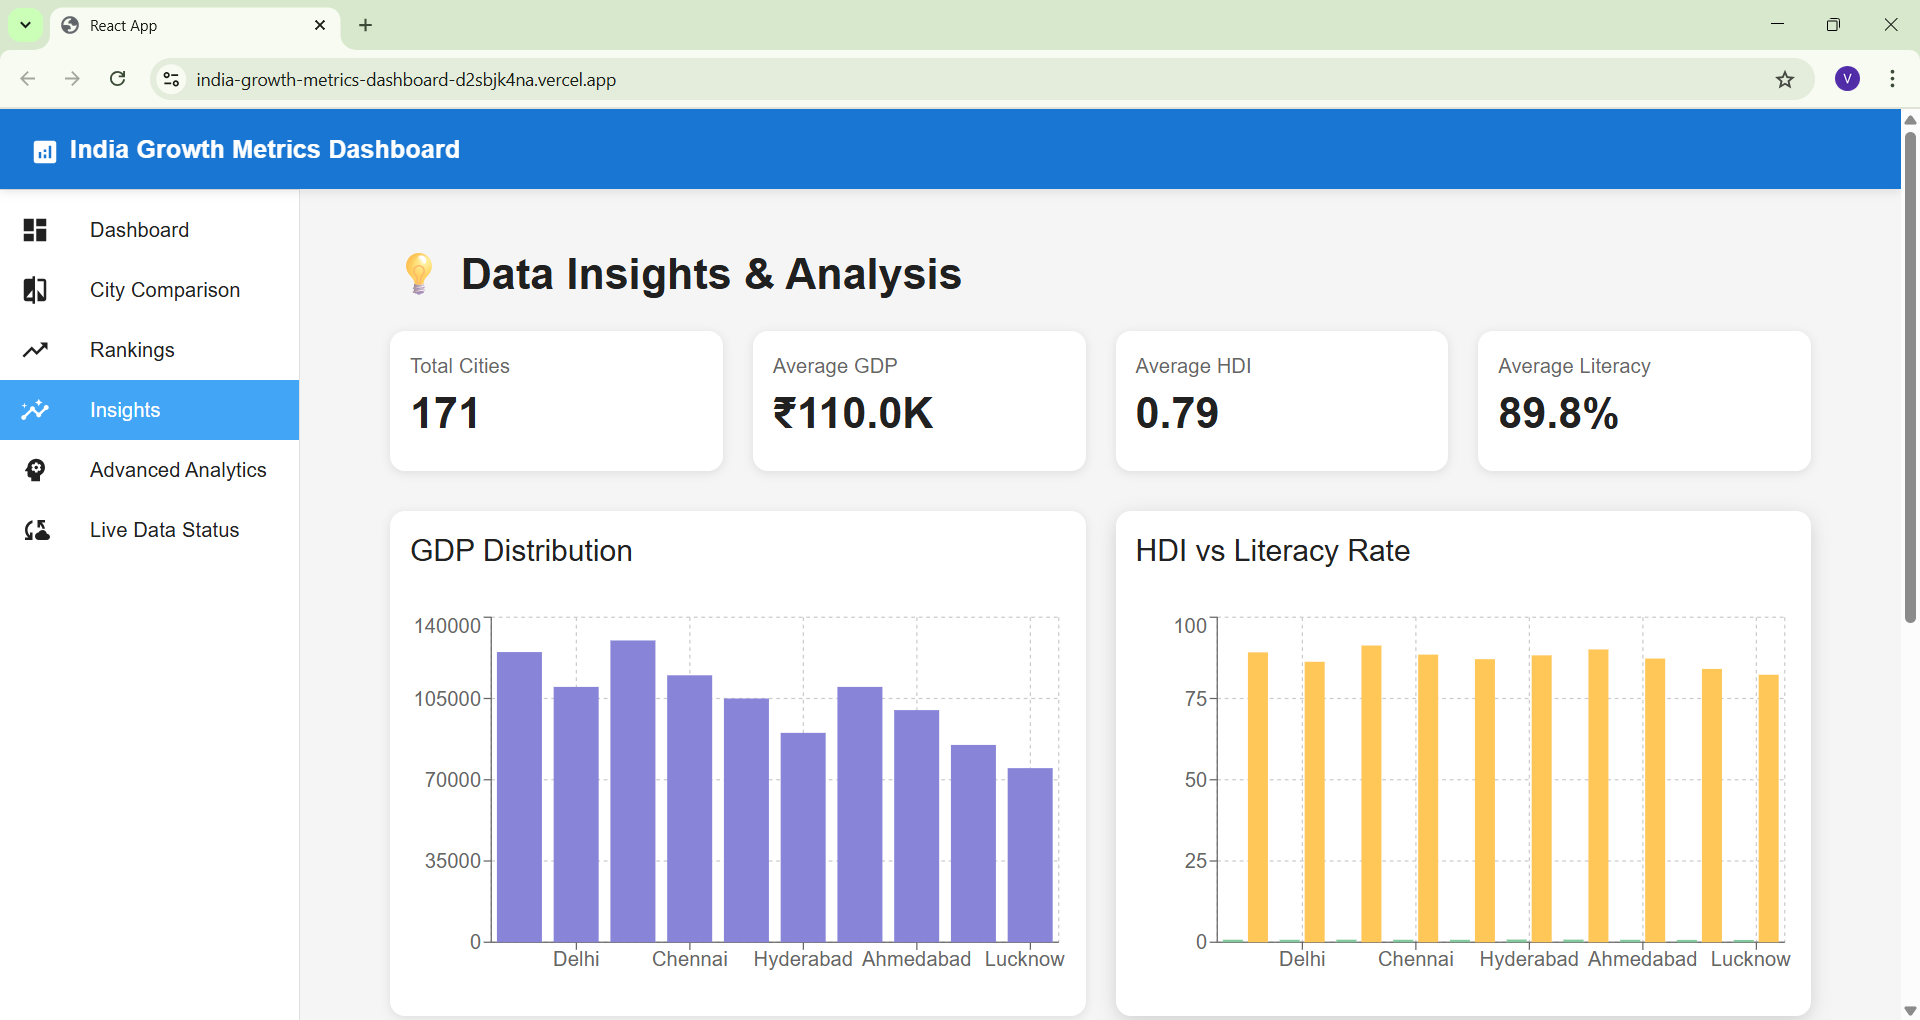 React App
india-growth-metrics-dashboard-d2sbjk4na.vercel.app
V
India Growth Metrics Dashboard
Dashboard
City Comparison
Rankings
Insights
Advanced Analytics
Live Data Status
Data Insights & Analysis
Total Cities
171
Average GDP
₹110.0K
Average HDI
0.79
Average Literacy
89.8%
GDP Distribution
140000
105000
70000
35000
0
Delhi Chennai Hyderabad Ahmedabad Lucknow
HDI vs Literacy Rate
100
75
50
25
0
Delhi Chennai Hyderabad Ahmedabad Lucknow